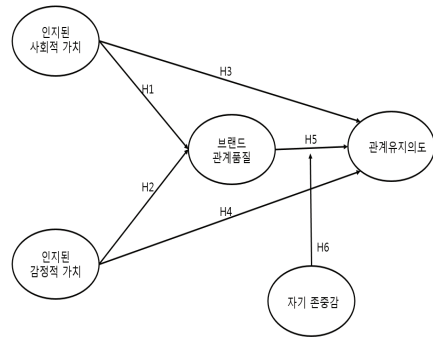 인지된
사회적 가치
H3
H1
브랜드
관계품질
H5
관계유지의도
H2
H4
인지된
감정적 가치
H6
자기 존중감